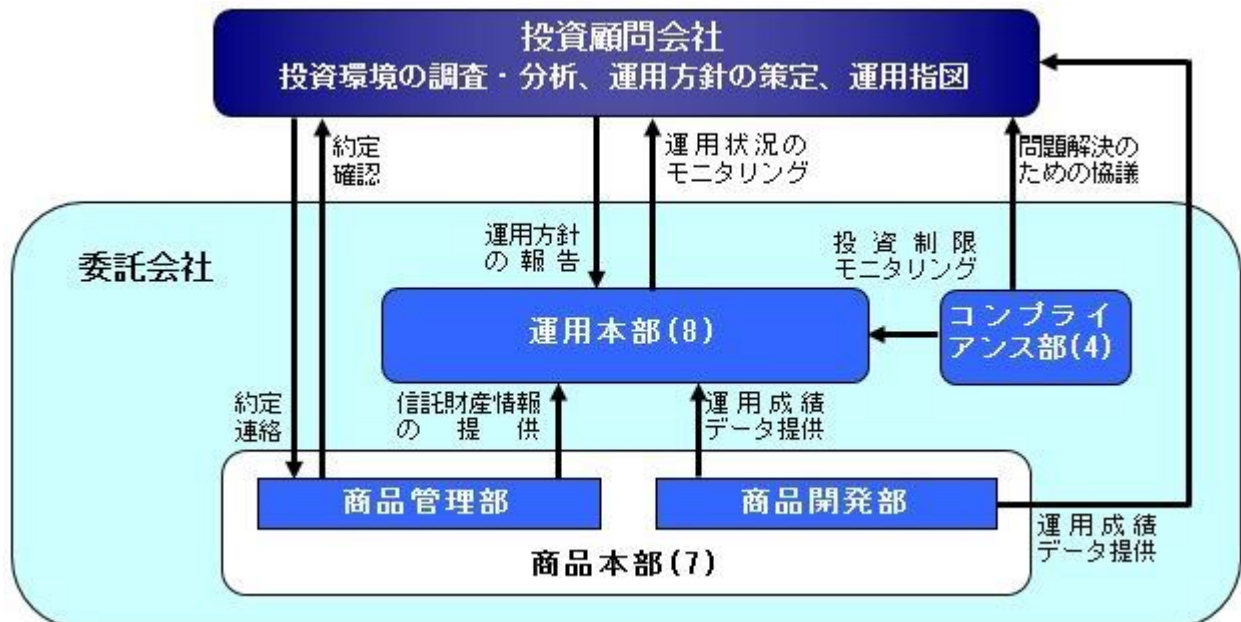 投資顧問会社
投資環境の調査・分析、運用方針の策定、運用指図
約定
確認
運用状況の
モニタリング
問題解決の
ための協議
運用方針
の報告
投資制限
モニタリング
委託会社
運用本部(8)
コンプライ
アンス部(4)
約定
連絡
信託財産情報
の提供
運用成績
データ提供
商品管理部
商品開発部
運用成績
データ提供
商品本部(7)